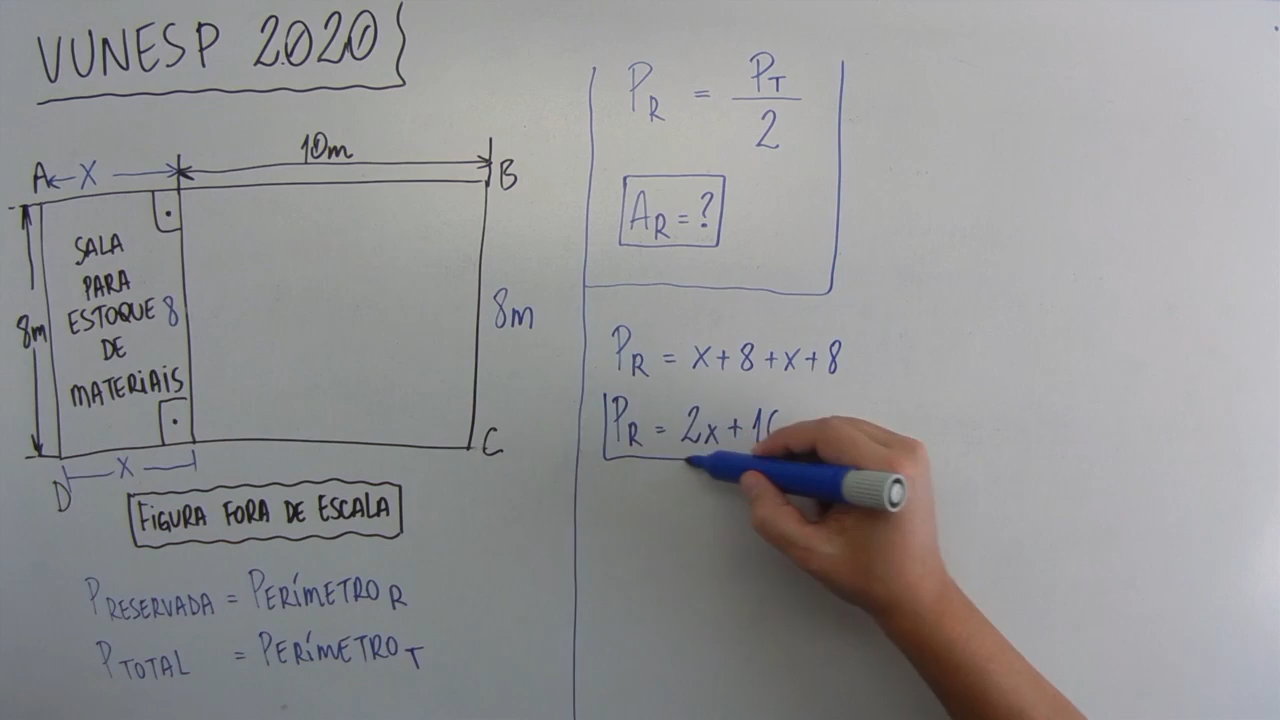 VUNESP 2020
10m
A X B
SALA
PARA
ESTOQUE 8
DE
MATERIAIS
8m
8m
X
D
C
FIGURA FORA DE ESCALA
PRESERVADA = PERÍMETRO R
PTOTAL = PERÍMETRO T
PR = PT
2
AR = ?
PR = X + 8 + X + 8
PR = 2X + 1